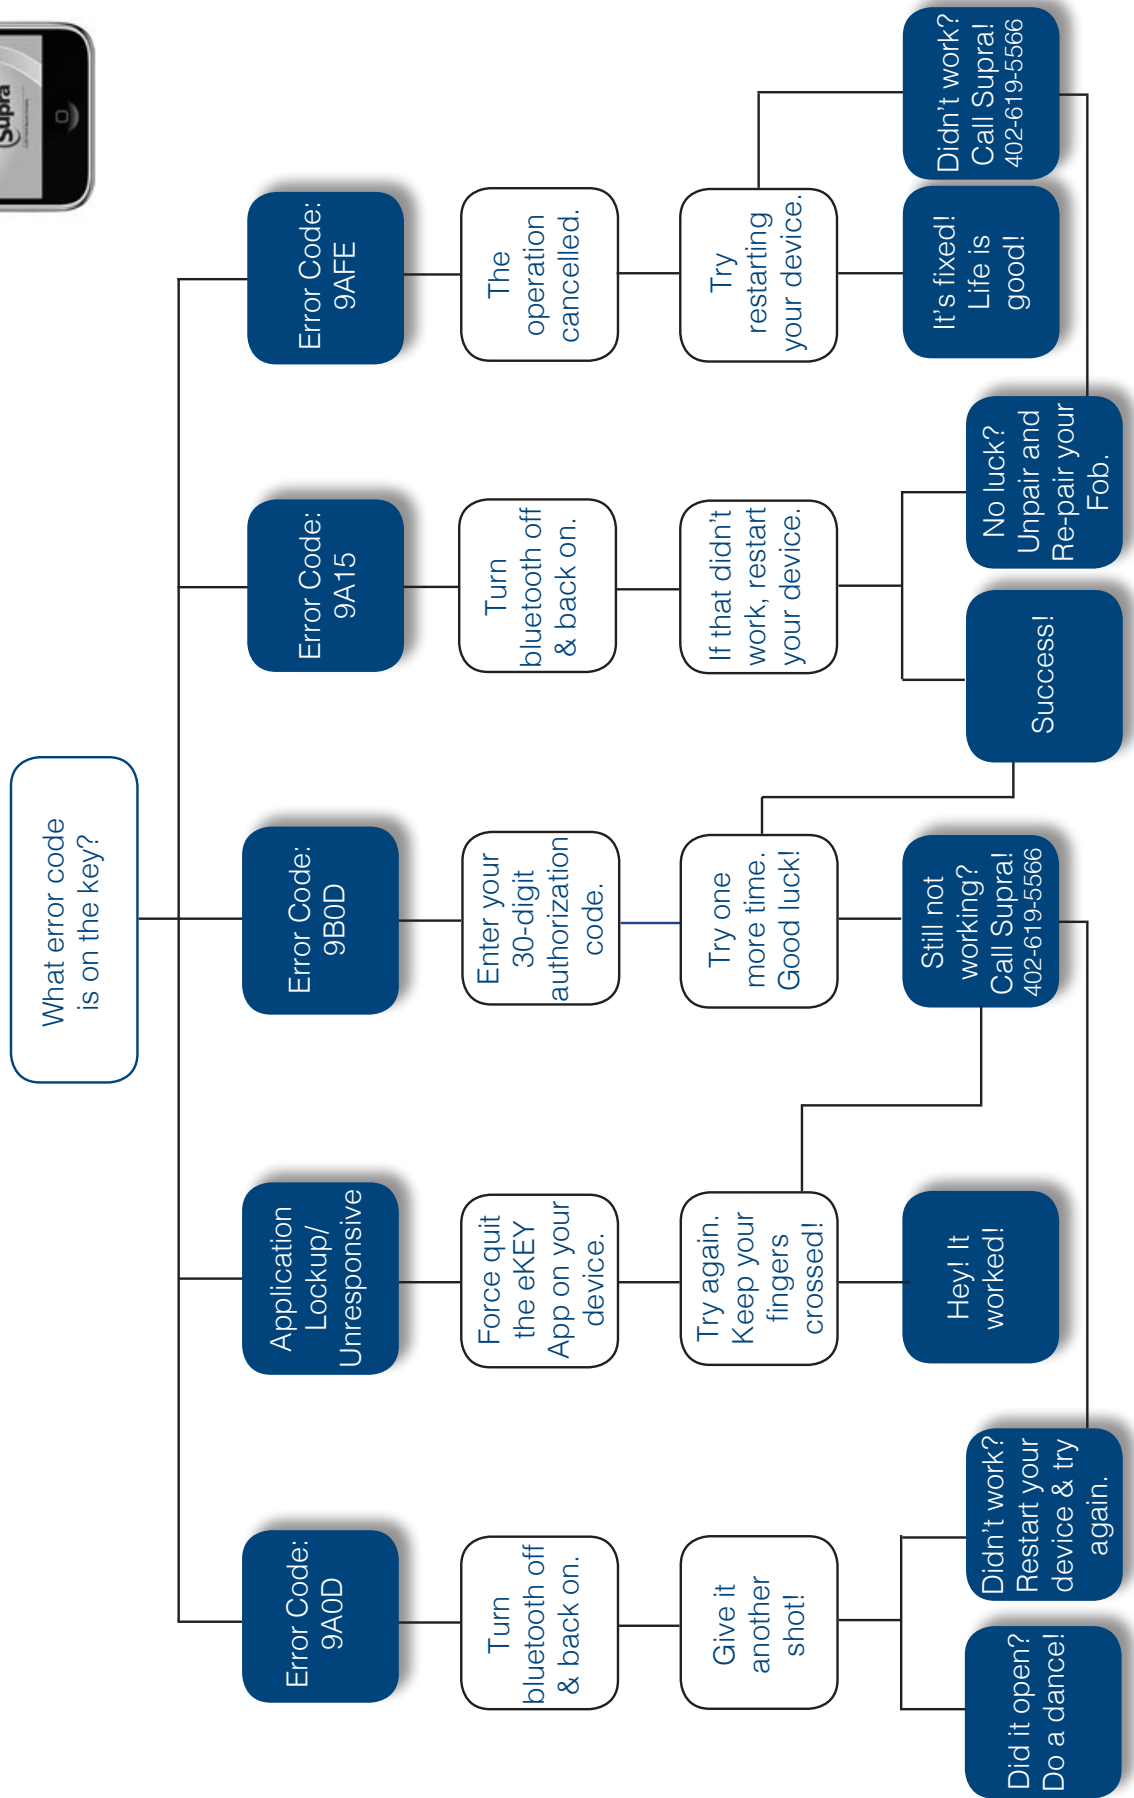 Supra
What error code
is on the key?
Error Code:
9A0D
Turn
bluetooth off
& back on.
Give it
another
shot!
Did it open?
Do a dance!
Didn't work?
Restart your
device & try
again.
Application
Lockup/
Unresponsive
Force quit
the eKEY
App on your
device.
Try again.
Keep your
fingers
crossed!
Hey! It
worked!
Error Code:
9B0D
Enter your
30-digit
authorization
code.
Try one
more time.
Good luck!
Still not
working?
Call Supra!
402-619-5566
Error Code:
9A15
Turn
bluetooth off
& back on.
If that didn't
work, restart
your device.
Success!
No luck?
Unpair and
Re-pair your
Fob.
Error Code:
9AFE
The
operation
cancelled.
Try
restarting
your device.
It's fixed!
Life is
good!
Didn't work?
Call Supra!
402-619-5566